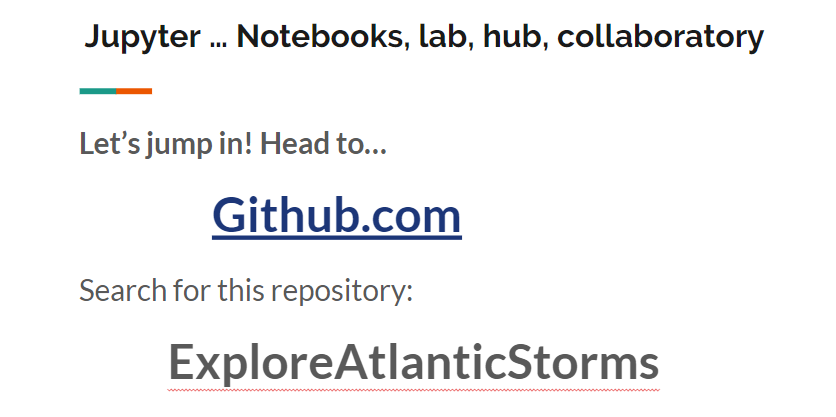 Jupyter ... Notebooks, lab, hub, collaboratory
Let’s jump in! Head to...
Github.com
Search for this repository:
ExploreAtlanticStorms